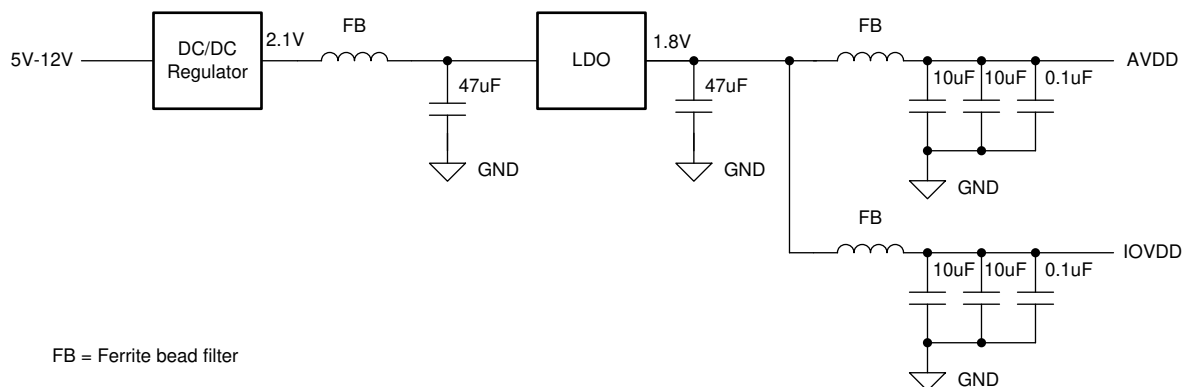 FB
2.1V
DC/DC
Regulator
5V-12V
47uF
GND
LDO
1.8V
47uF
GND
FB
AVDD
10uF
10uF
0.1uF
GND
FB
IOVDD
10uF
10uF
0.1uF
GND
FB = Ferrite bead filter